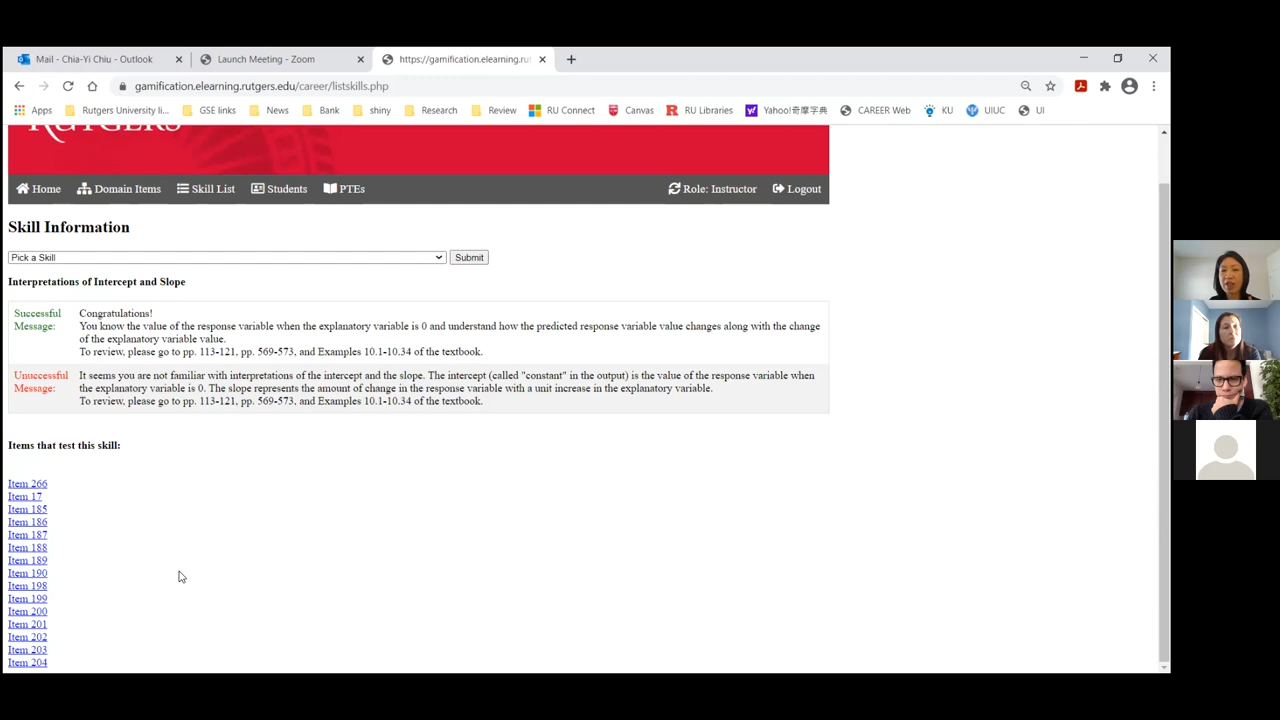 Mail - Chia-Yi Chiu - Outlook
Launch Meeting - Zoom
https://gamification.elearning.ru
gamification.elearning.rutgers.edu/career/listskills.php
Apps Rutgers University li... GSE links News Bank shiny Research Review RU Connect Canvas RU Libraries Yahoo!奇摩字典 CAREER Web KU UIUC UI
RUTGERS
Home Domain Items Skill List Students PTEs Role: Instructor Logout
Skill Information
Pick a Skill Submit
Interpretations of Intercept and Slope
Successful Message:
Congratulations!
You know the value of the response variable when the explanatory variable is 0 and understand how the predicted response variable value changes along with the change
of the explanatory variable value.
To review, please go to pp. 113-121, pp. 569-573, and Examples 10.1-10.34 of the textbook.
Unuccessful Message:
It seems you are not familiar with interpretations of the intercept and the slope. The intercept (called "constant" in the output) is the value of the response variable when
the explanatory variable is 0. The slope represents the amount of change in the response variable with a unit increase in the explanatory variable.
To review, please go to pp. 113-121, pp. 569-573, and Examples 10.1-10.34 of the textbook.
Items that test this skill:
Item 266
Item 17
Item 185
Item 186
Item 187
Item 188
Item 189
Item 190
Item 198
Item 199
Item 200
Item 201
Item 202
Item 203
Item 204